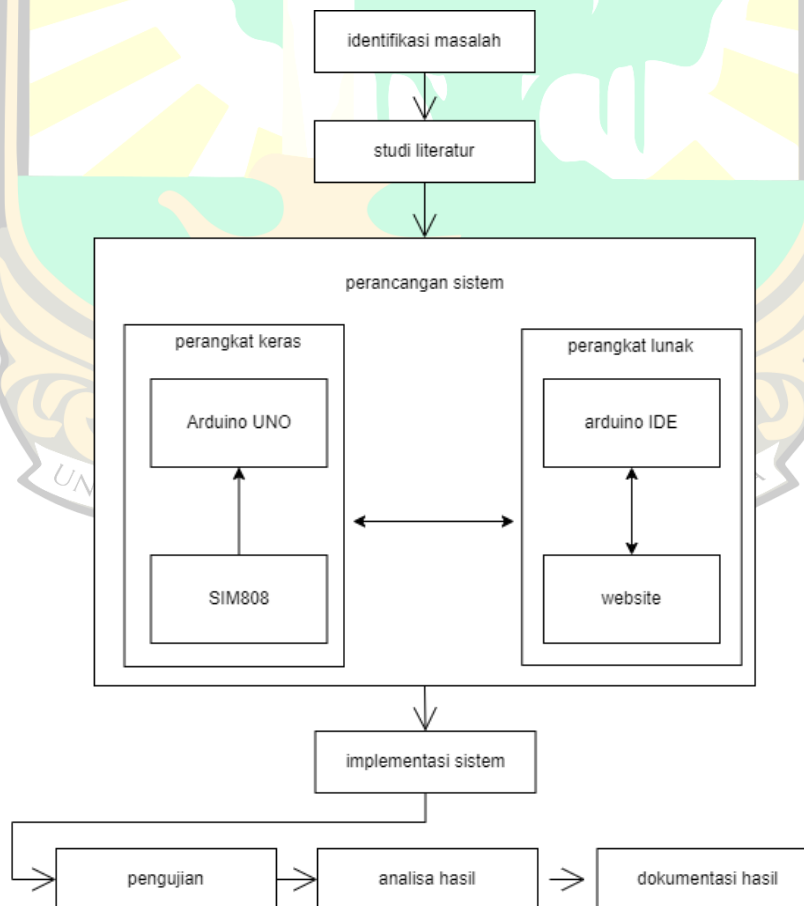 identifikasi masalah
studi literatur
perancangan sistem
perangkat keras
Arduino UNO
SIM808
perangkat lunak
arduino IDE
website
implementasi sistem
pengujian
analisa hasil
dokumentasi hasil